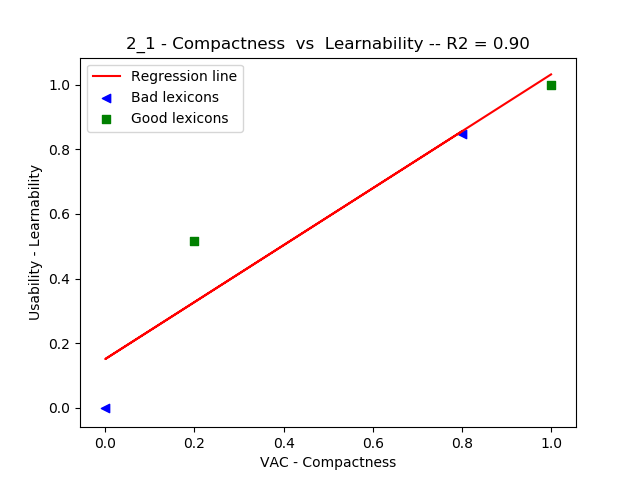 2_1 - Compactness  vs  Learnability -- R2 = 0.90
Regression line
Bad lexicons
Good lexicons
Usability - Learnability
1.0
0.8
0.6
0.4
0.2
0.0
0.0 0.2 0.4 0.6 0.8 1.0
VAC - Compactness